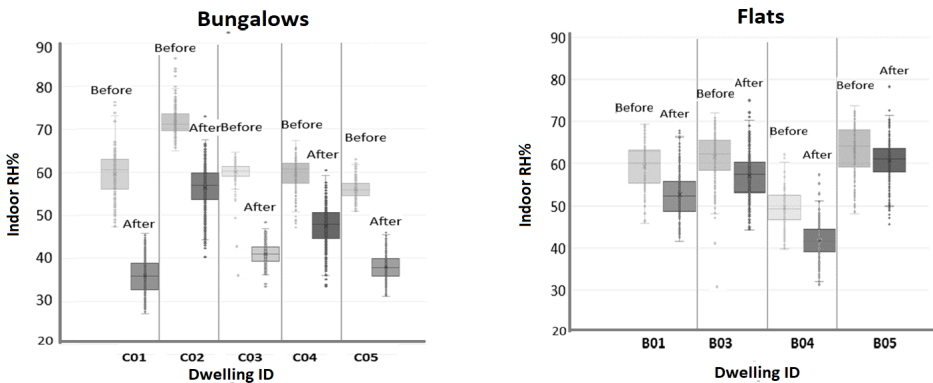 Bungalows
Indoor RH%
90
80
70
60
50
40
30
20
Before
After
Before
After
Before
After
Before
After
Before
After
C01
C02
C03
C04
C05
Dwelling ID
Flats
Indoor RH%
90
80
70
60
50
40
30
20
Before
After
Before
After
Before
After
Before
After
B01
B03
B04
B05
Dwelling ID